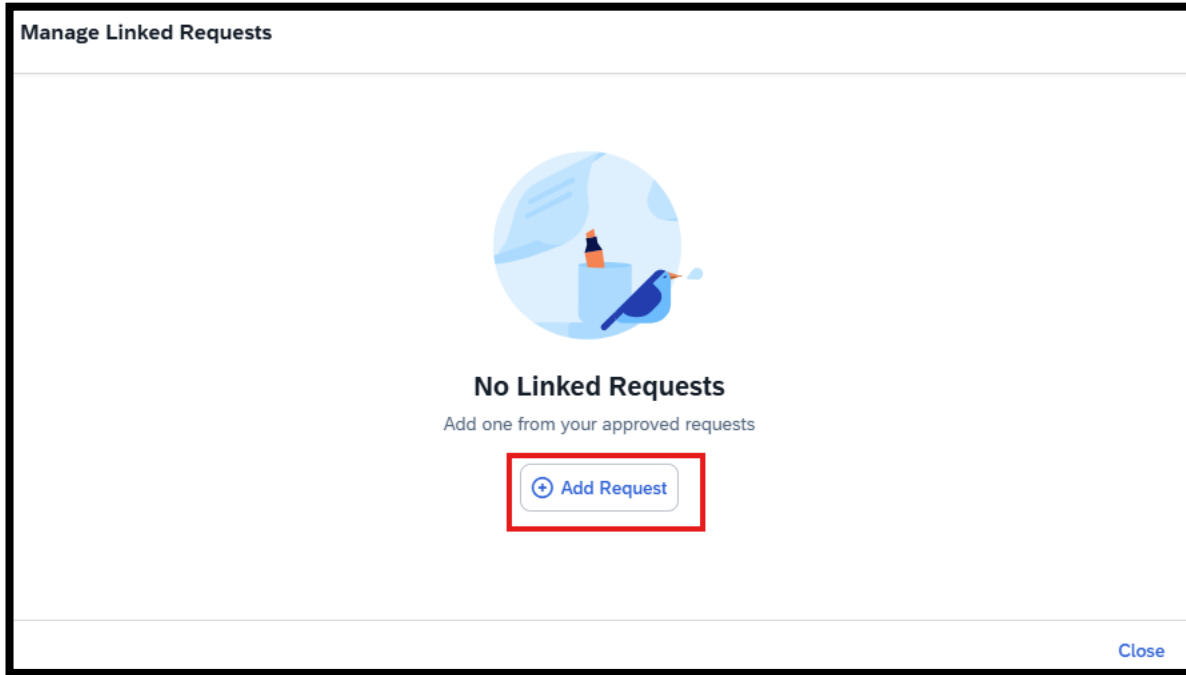 Manage Linked Requests
No Linked Requests
Add one from your approved requests
Add Request
Close